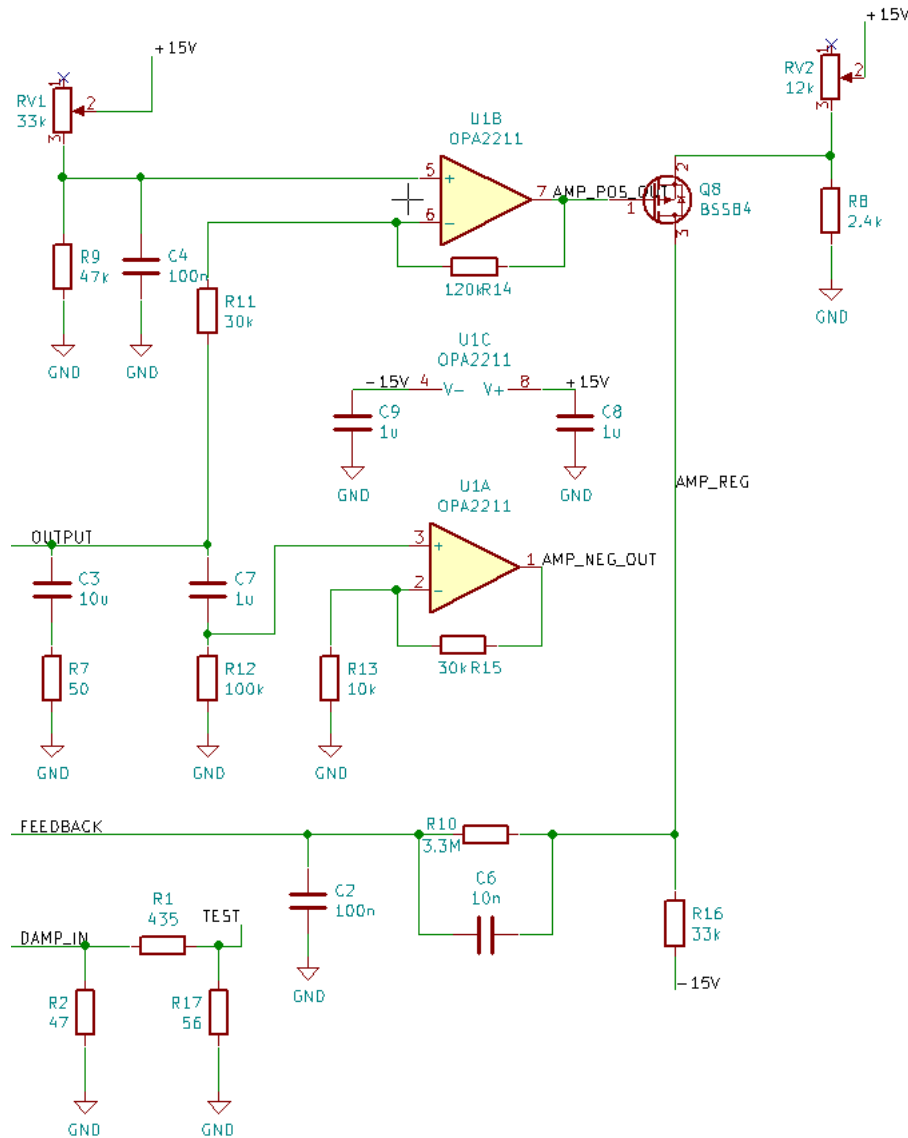 +15V
+15V
1
RV1
33k
2
3
1
RV2
12k
2
3
U1B
OPA2211
5
+
6
−
7
AMP_POS_OUT
1
2
3
Q8
BSS84
R8
2.4k
GND
R9
47k
C4
100n
120k
R14
R11
30k
GND
GND
U1C
OPA2211
-15V
4
V-
V+
8
+15V
C9
1u
C8
1u
GND
GND
AMP_REG
U1A
OPA2211
OUTPUT
3
+
2
−
1
AMP_NEG_OUT
C3
10u
C7
1u
30k
R15
R7
50
R12
100k
R13
10k
GND
GND
GND
FEEDBACK
R10
3.3M
C6
10n
C2
100n
R1
435
TEST
R16
33k
DAMP_IN
-15V
R2
47
R17
56
GND
GND
GND